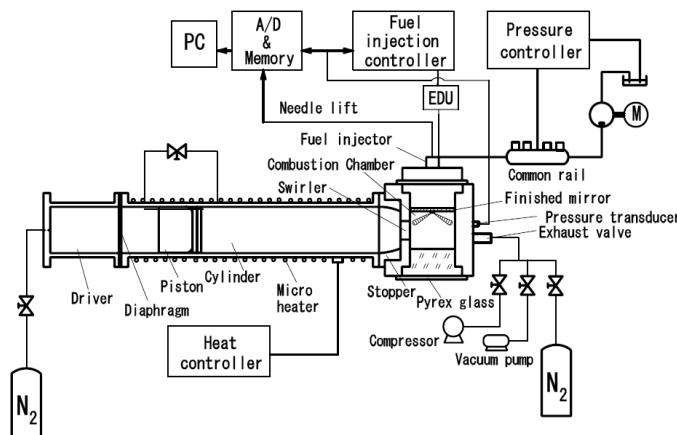 PC
A/D
&
Memory
Fuel
injection
controller
Pressure
controller
EDU
M
Needle lift
Fuel injector
Common rail
Combustion Chamber
Swirler
Finished mirror
Pressure transducer
Exhaust valve
Driver
Diaphragm
Piston
Cylinder
Micro
heater
Stopper
Pyrex glass
Heat
controller
Compressor
Vacuum pump
N2
N2